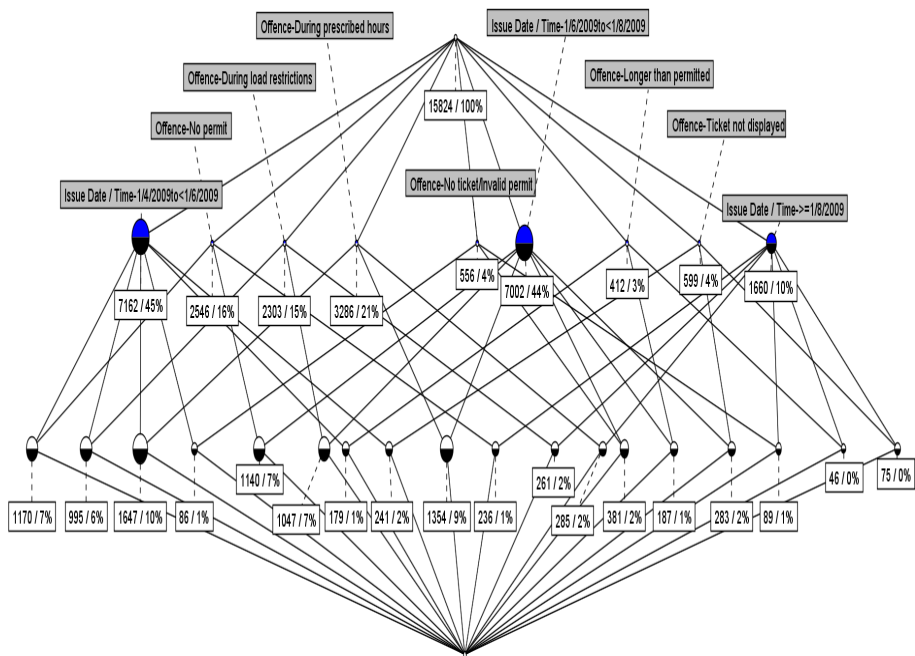 Offence-During prescribed hours
Issue Date / Time-1/6/2009to<1/8/2009
Offence-During load restrictions
Offence-Longer than permitted
15824 / 100%
Offence-No permit
Offence-Ticket not displayed
Offence-No ticket/Invalid permit
Issue Date / Time-1/4/2009to<1/6/2009
Issue Date / Time->=1/8/2009
556 / 4%
599 / 4%
412 / 3%
7002 / 44%
1660 / 10%
7162 / 45%
2546 / 16%
2303 / 15%
3286 / 21%
1140 / 7%
261 / 2%
46 / 0%
75 / 0%
1170 / 7%
995 / 6%
1647 / 10%
86 / 1%
1047 / 7%
179 / 1%
241 / 2%
1354 / 9%
236 / 1%
285 / 2%
381 / 2%
187 / 1%
283 / 2%
89 / 1%